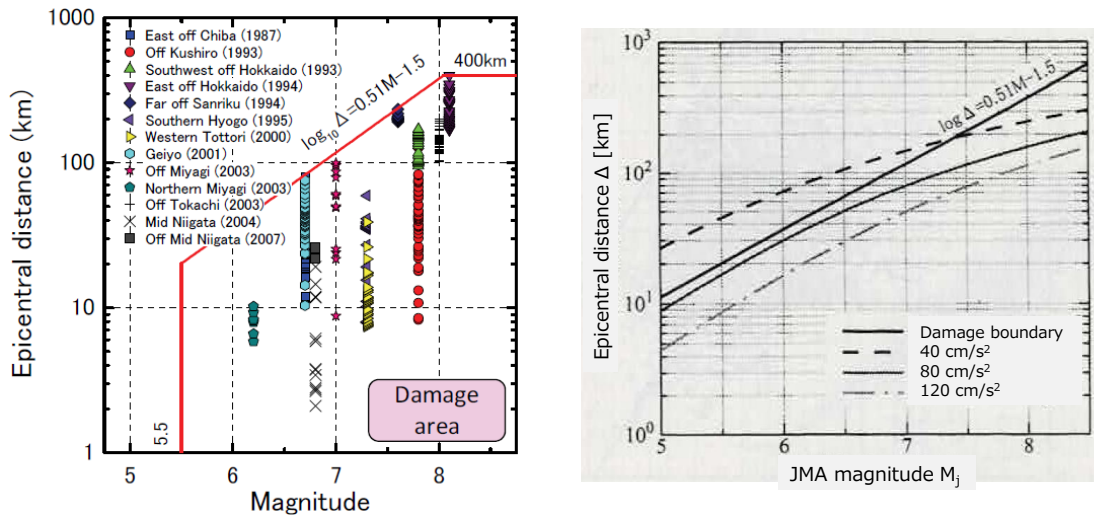 1000
100
10
1
Epicentral distance (km)
East off Chiba (1987)
Off Kushiro (1993)
Southwest off Hokkaido (1993)
East off Hokkaido (1994)
Far off Sanriku (1994)
Southern Hyogo (1995)
Western Tottori (2000)
Geiyo (2001)
Off Miyagi (2003)
Northern Miyagi (2003)
Off Tokachi (2003)
Mid Niigata (2004)
Off Mid Niigata (2007)
log₁₀ Δ=0.51M−1.5
400km
5.5
Damage
area
5 6 7 8
Magnitude
10³
10²
10¹
10⁰
Epicentral distance Δ [km]
log Δ=0.51M−1.5
Damage boundary
40 cm/s²
80 cm/s²
120 cm/s²
5 6 7 8
JMA magnitude Mⱼ